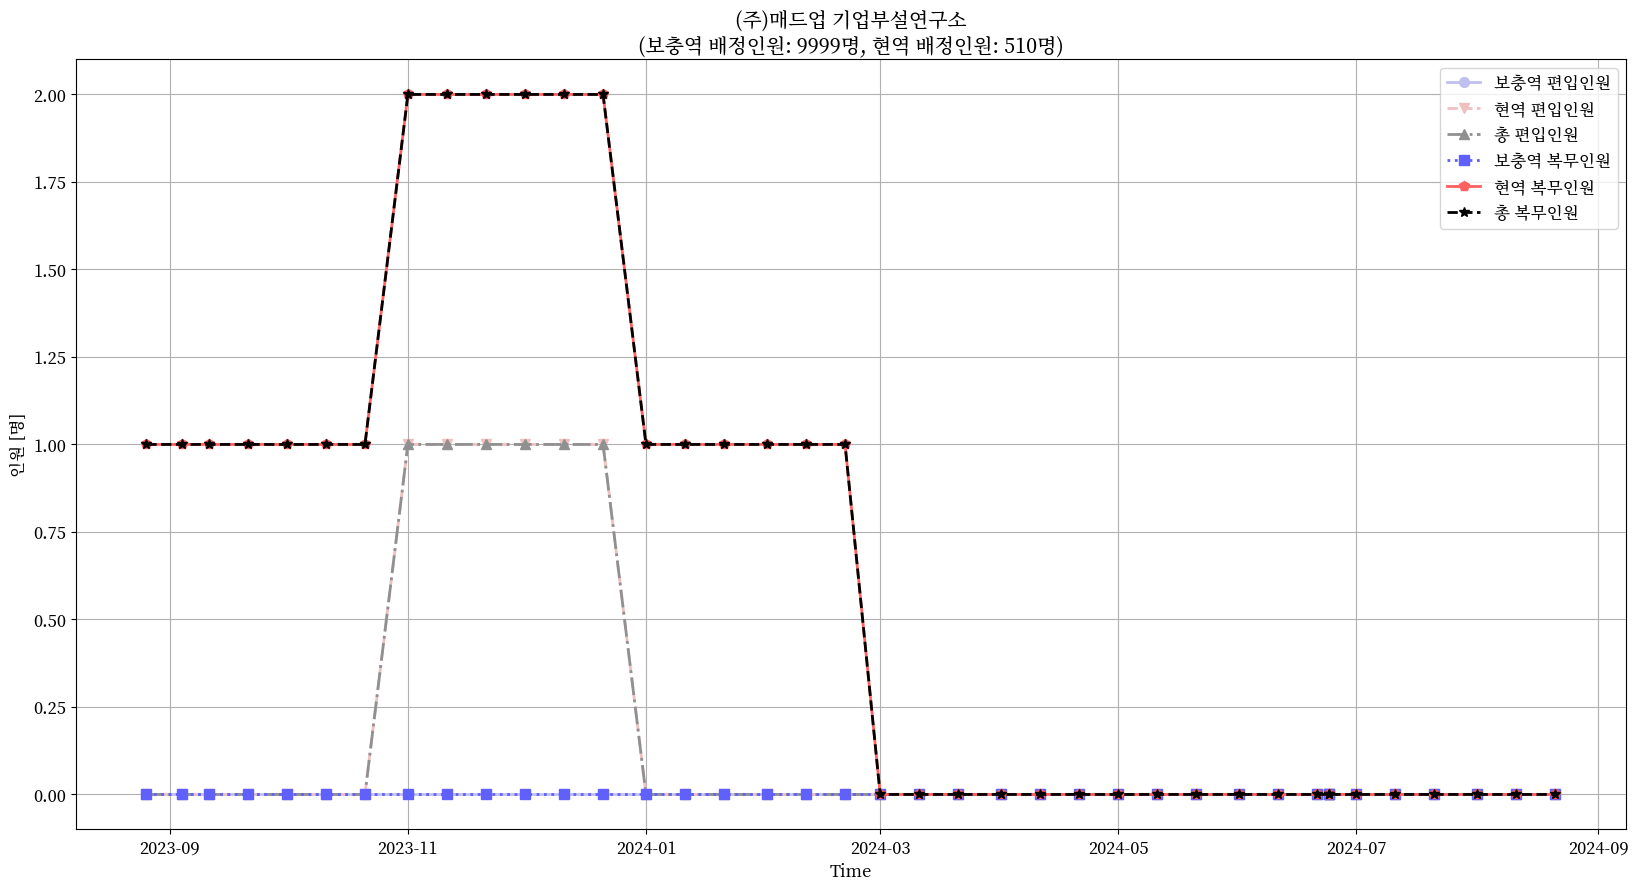 (주)매드업 기업부설연구소
(보충역 배정인원: 9999명, 현역 배정인원: 510명)
보충역 편입인원
현역 편입인원
총 편입인원
보충역 복무인원
현역 복무인원
총 복무인원
2.00
1.75
1.50
1.25
1.00
0.75
0.50
0.25
0.00
인원 [명]
2023-09
2023-11
2024-01
2024-03
2024-05
2024-07
2024-09
Time